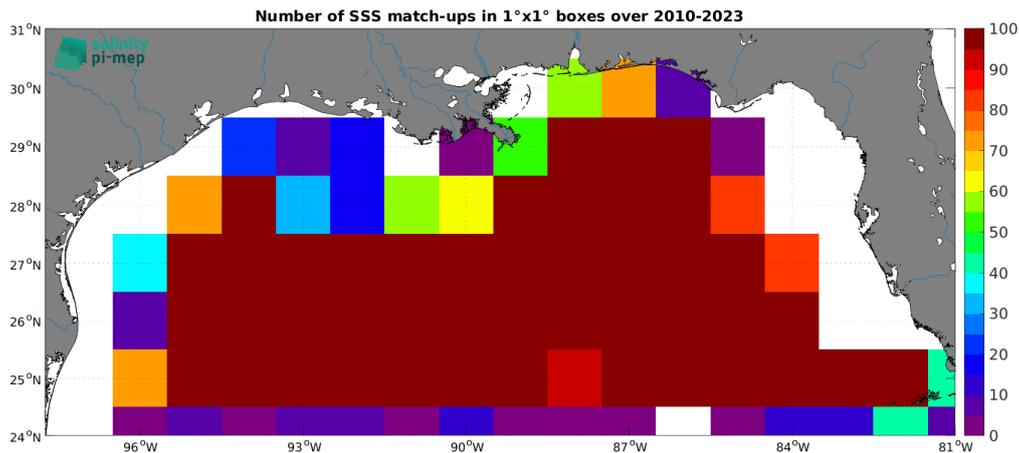 Number of SSS match-ups in 1°x1° boxes over 2010-2023
salinity
pi-mep
31°N
30°N
29°N
28°N
27°N
26°N
25°N
24°N
96°W
93°W
90°W
87°W
84°W
81°W
100
90
80
70
60
50
40
30
20
10
0